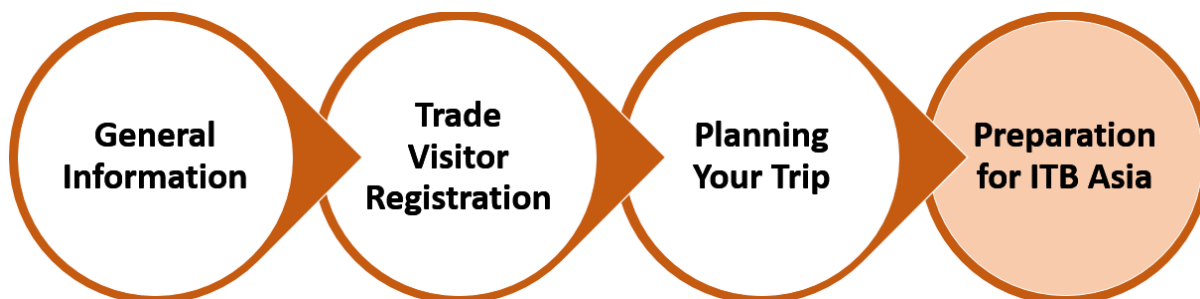 General
Information
Trade
Visitor
Registration
Planning
Your Trip
Preparation
for ITB Asia